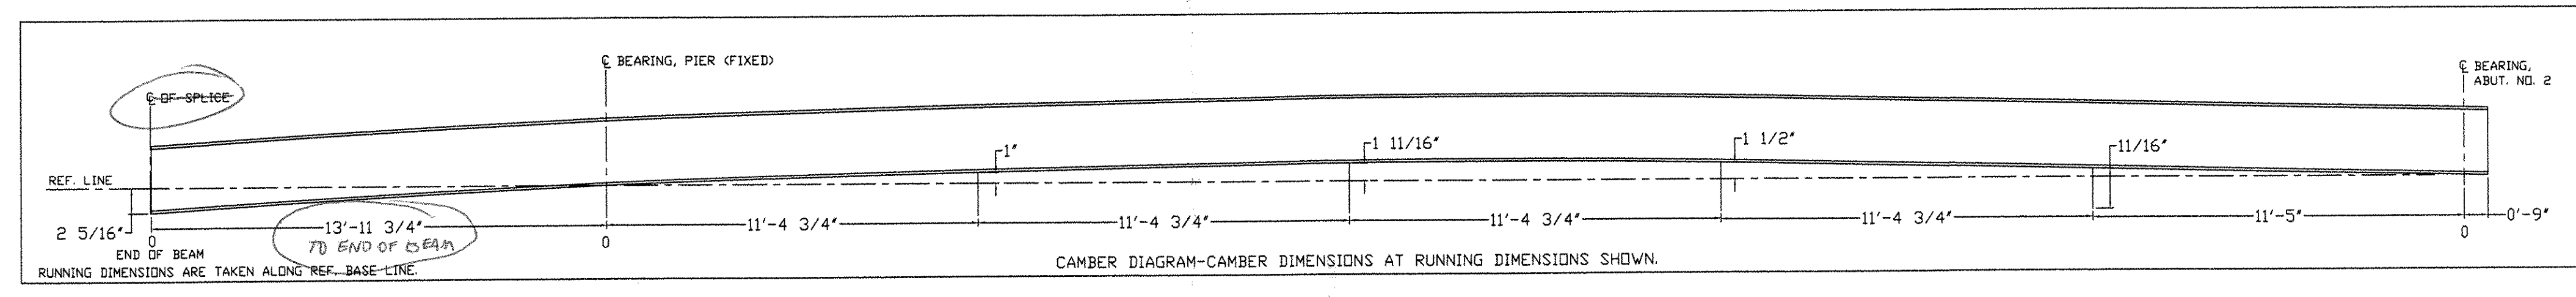 ℄ BEARING, PIER (FIXED)
℄ BEARING,
ABUT. NO. 2
℄ OF SPLICE
1"
1 11/16"
1 1/2"
11/16"
REF. LINE
2 5/16"
13'-11 3/4"
11'-4 3/4"
11'-4 3/4"
11'-4 3/4"
11'-4 3/4"
11'-5"
0'-9"
TO END OF BEAM
0
0
0
END OF BEAM
RUNNING DIMENSIONS ARE TAKEN ALONG REF. BASE LINE.
CAMBER DIAGRAM-CAMBER DIMENSIONS AT RUNNING DIMENSIONS SHOWN.